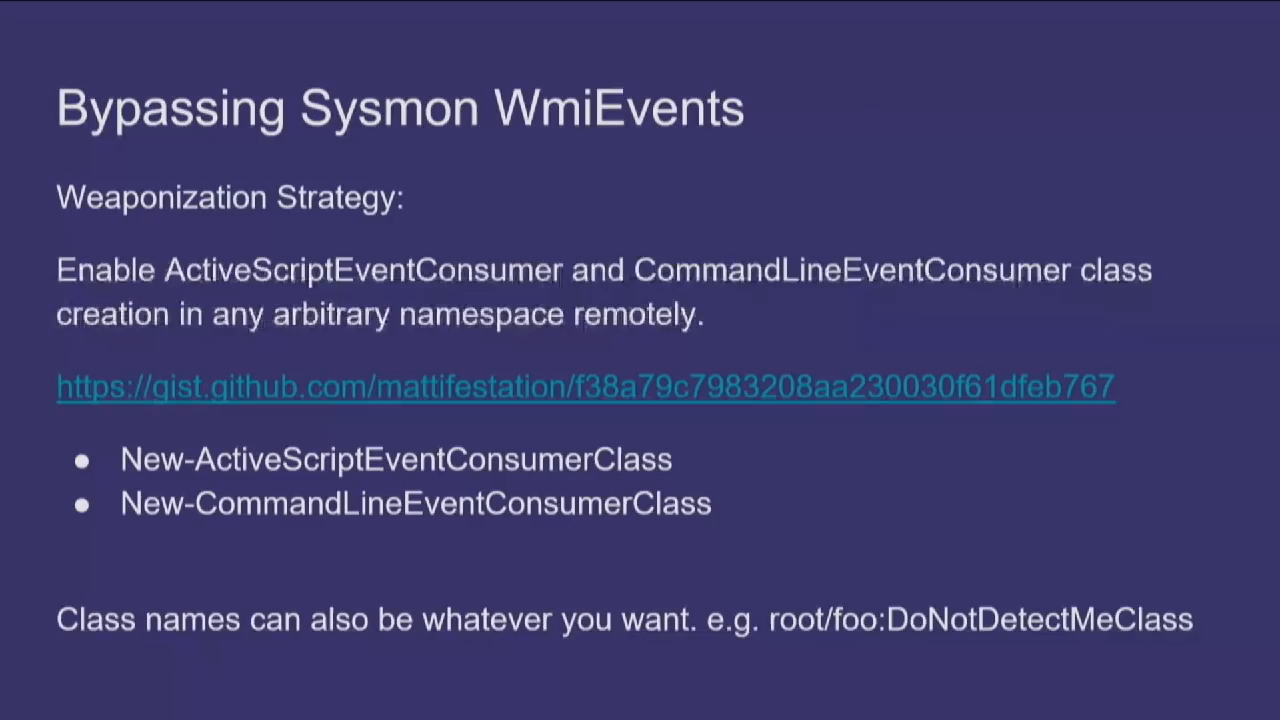 Bypassing Sysmon WmiEvents
Weaponization Strategy:
Enable ActiveScriptEventConsumer and CommandLineEventConsumer class
creation in any arbitrary namespace remotely.
https://gist.github.com/mattifestation/f38a79c7983208aa230030f61dfeb767
● New-ActiveScriptEventConsumerClass
● New-CommandLineEventConsumerClass
Class names can also be whatever you want. e.g. root/foo:DoNotDetectMeClass